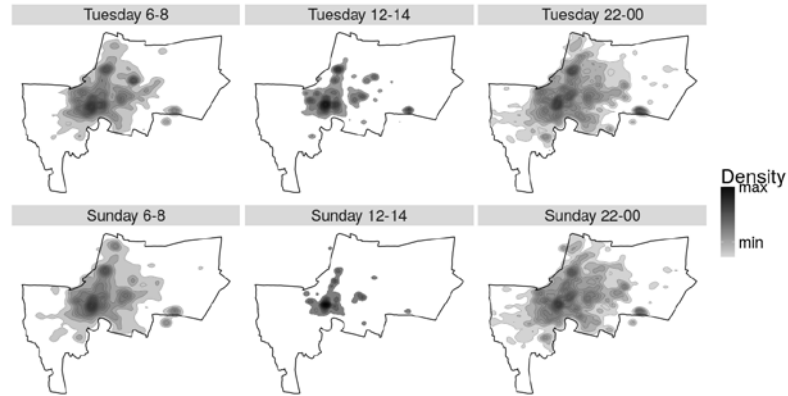 Tuesday 6-8
Tuesday 12-14
Tuesday 22-00
Sunday 6-8
Sunday 12-14
Sunday 22-00
Density
max
min